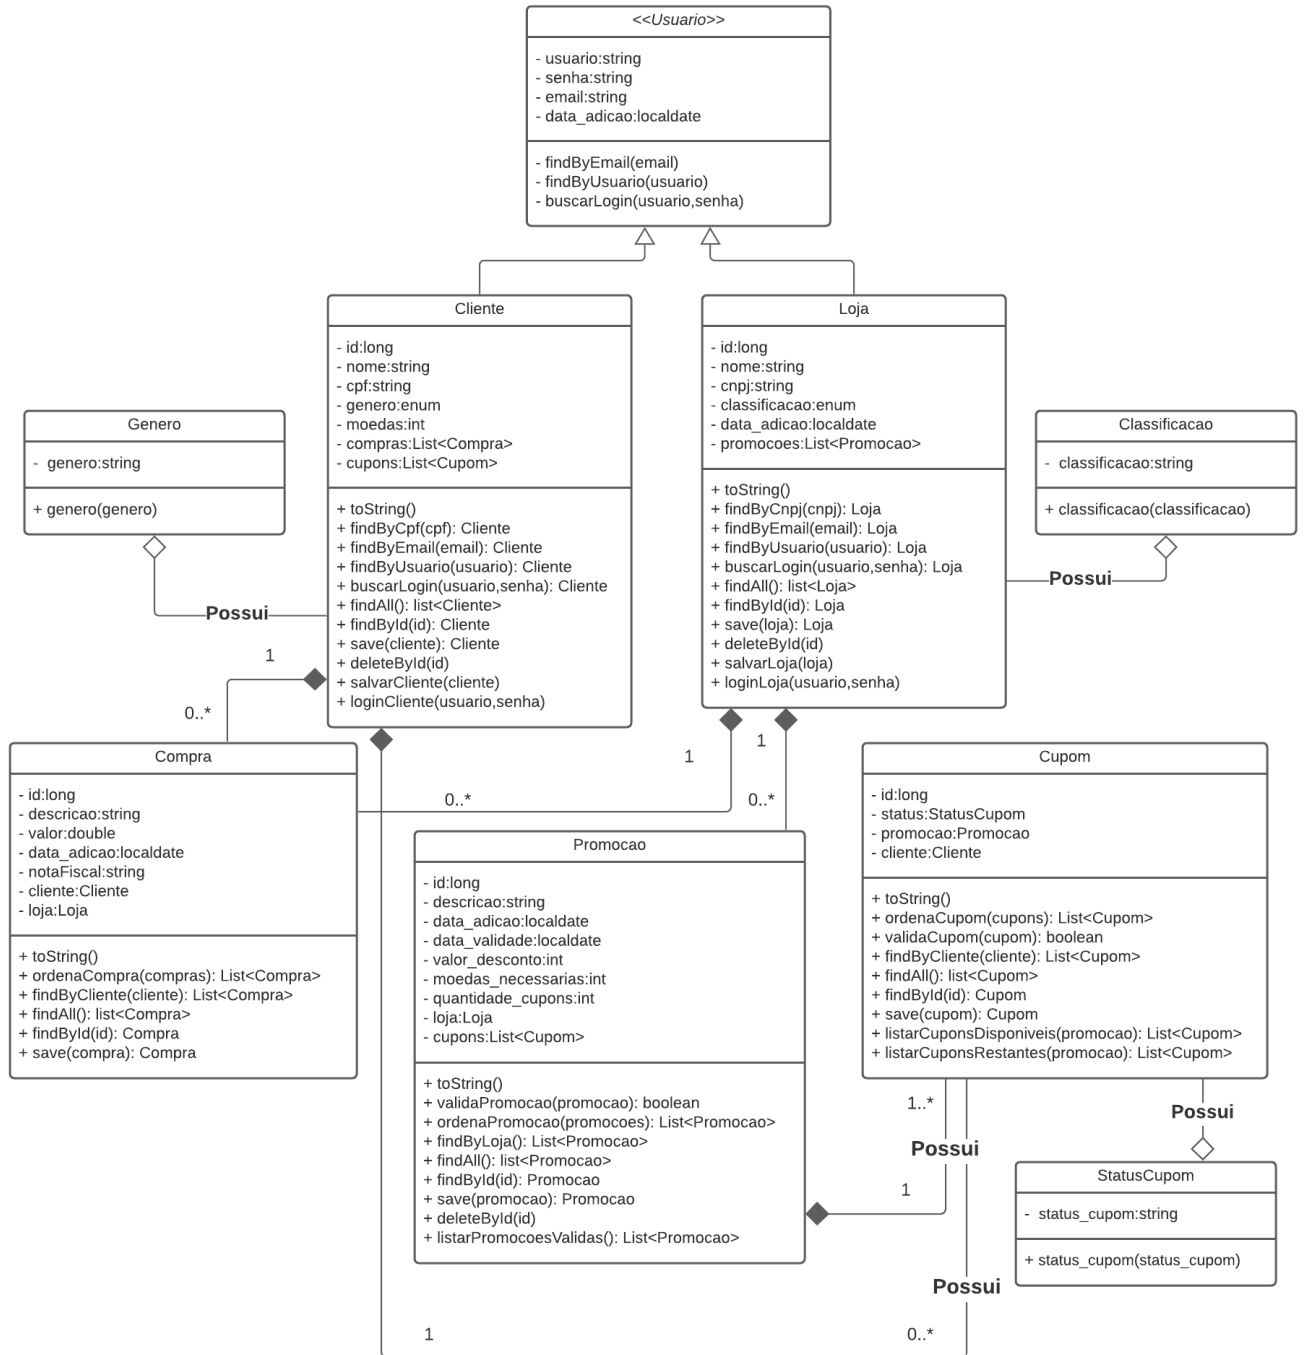 <<Usuario>>
- usuario:string
- senha:string
- email:string
- data_adicao:localdate
- findByEmail(email)
- findByUsuario(usuario)
- buscarLogin(usuario,senha)
Cliente
- id:long
- nome:string
- cpf:string
- genero:enum
- moedas:int
- compras:List<Compra>
- cupons:List<Cupom>
+ toString()
+ findByCpf(cpf): Cliente
+ findByEmail(email): Cliente
+ findByUsuario(usuario): Cliente
+ buscarLogin(usuario,senha): Cliente
+ findAll(): list<Cliente>
+ findById(id): Cliente
+ save(cliente): Cliente
+ deleteById(id)
+ salvarCliente(cliente)
+ loginCliente(usuario,senha)
Loja
- id:long
- nome:string
- cnpj:string
- classificacao:enum
- data_adicao:localdate
- promocoes:List<Promocao>
+ toString()
+ findByCnpj(cnpj): Loja
+ findByEmail(email): Loja
+ findByUsuario(usuario): Loja
+ buscarLogin(usuario,senha): Loja
+ findAll(): list<Loja>
+ findById(id): Loja
+ save(loja): Loja
+ deleteById(id)
+ salvarLoja(loja)
+ loginLoja(usuario,senha)
Genero
- genero:string
+ genero(genero)
Possui
Classificacao
- classificacao:string
+ classificacao(classificacao)
Possui
1
0..*
Compra
- id:long
- descricao:string
- valor:double
- data_adicao:localdate
- notaFiscal:string
- cliente:Cliente
- loja:Loja
+ toString()
+ ordenaCompra(compras): List<Compra>
+ findByCliente(cliente): List<Compra>
+ findAll(): list<Compra>
+ findById(id): Compra
+ save(compra): Compra
1
0..*
1
0..*
Promocao
- id:long
- descricao:string
- data_adicao:localdate
- data_validade:localdate
- valor_desconto:int
- moedas_necessarias:int
- quantidade_cupons:int
- loja:Loja
- cupons:List<Cupom>
+ toString()
+ validaPromocao(promocao): boolean
+ ordenaPromocao(promocoes): List<Promocao>
+ findByLoja(): List<Promocao>
+ findAll(): list<Promocao>
+ findById(id): Promocao
+ save(promocao): Promocao
+ deleteById(id)
+ listarPromocoesValidas(): List<Promocao>
Cupom
- id:long
- status:StatusCupom
- promocao:Promocao
- cliente:Cliente
+ toString()
+ ordenaCupom(cupons): List<Cupom>
+ validaCupom(cupom): boolean
+ findByCliente(cliente): List<Cupom>
+ findAll(): list<Cupom>
+ findById(id): Cupom
+ save(cupom): Cupom
+ listarCuponsDisponiveis(promocao): List<Cupom>
+ listarCuponsRestantes(promocao): List<Cupom>
1..*
Possui
1
Possui
StatusCupom
- status_cupom:string
+ status_cupom(status_cupom)
Possui
1
0..*